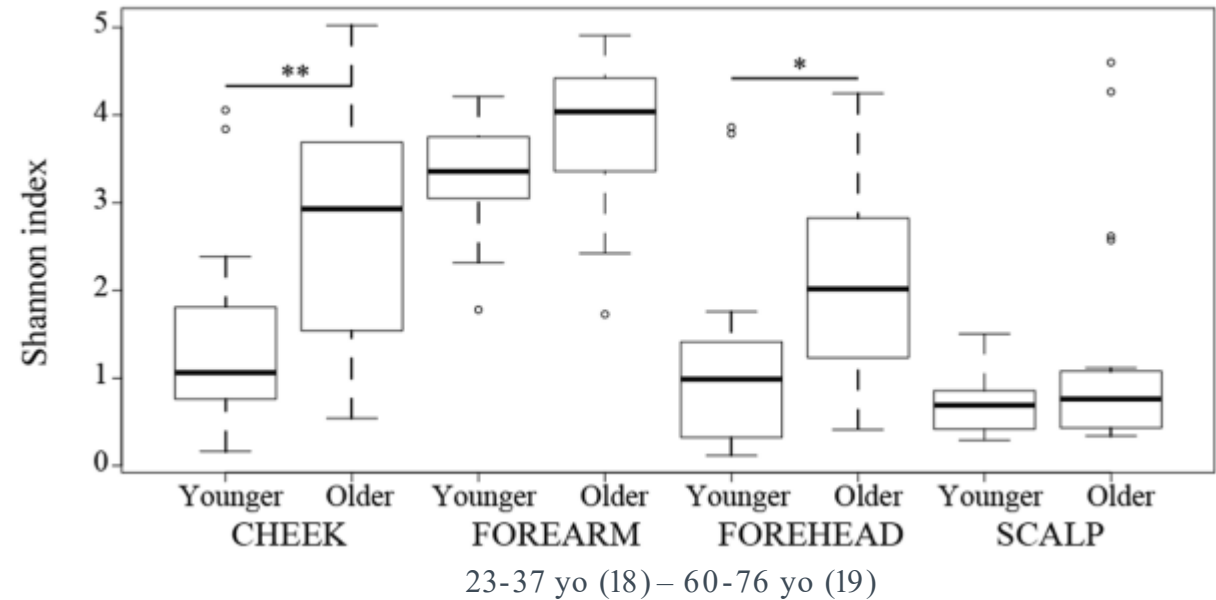 Shannon index
5
4
3
2
1
0
**
*
Younger Older Younger Older Younger Older Younger Older
CHEEK FOREARM FOREHEAD SCALP
23-37 yo (18) – 60-76 yo (19)